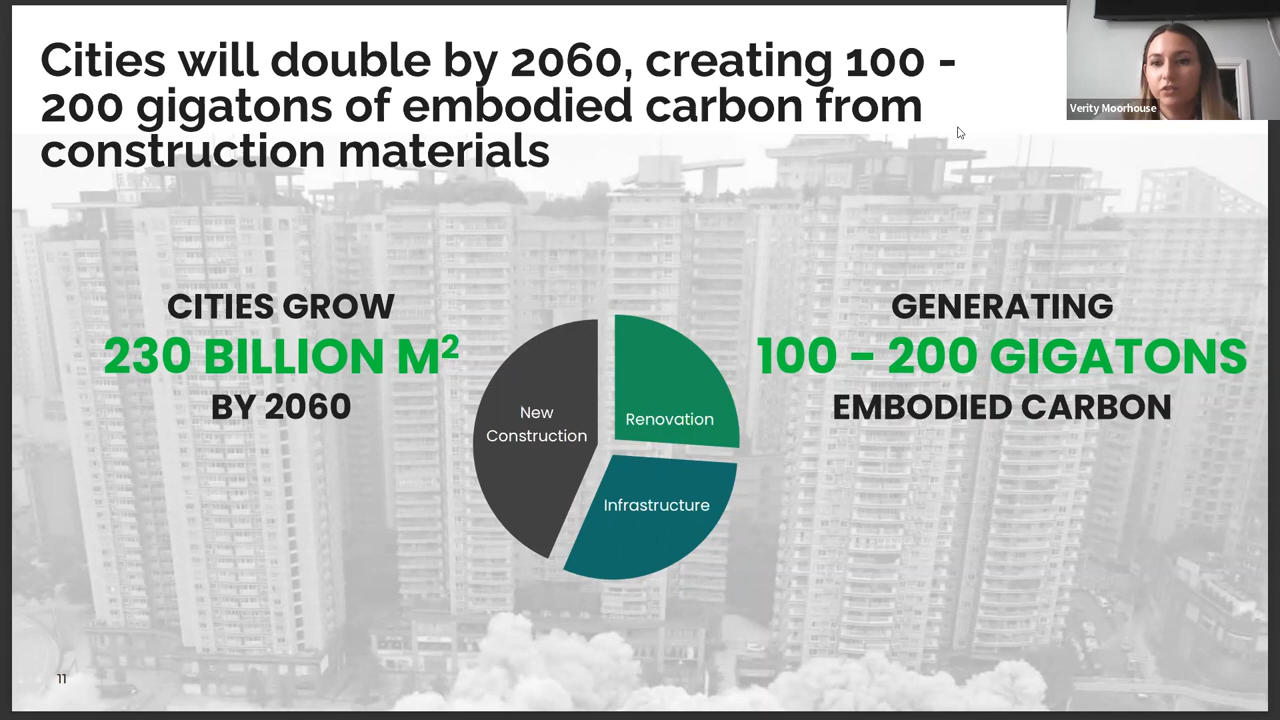 Cities will double by 2060, creating 100 -
200 gigatons of embodied carbon from
construction materials
Verity Moorhouse
CITIES GROW
230 BILLION M²
BY 2060
New
Construction
Renovation
Infrastructure
GENERATING
100 – 200 GIGATONS
EMBODIED CARBON
11